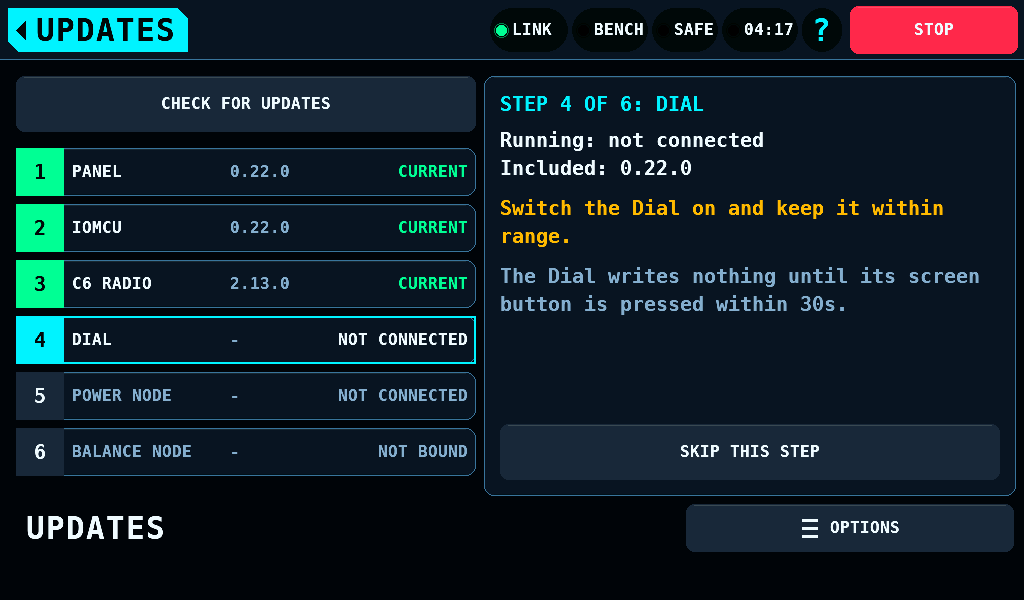 UPDATES
LINK
BENCH
SAFE
04:17
?
STOP
CHECK FOR UPDATES
1 PANEL 0.22.0 CURRENT
2 IOMCU 0.22.0 CURRENT
3 C6 RADIO 2.13.0 CURRENT
4 DIAL - NOT CONNECTED
5 POWER NODE - NOT CONNECTED
6 BALANCE NODE - NOT BOUND
STEP 4 OF 6: DIAL
Running: not connected
Included: 0.22.0
Switch the Dial on and keep it within
range.
The Dial writes nothing until its screen
button is pressed within 30s.
SKIP THIS STEP
UPDATES
OPTIONS